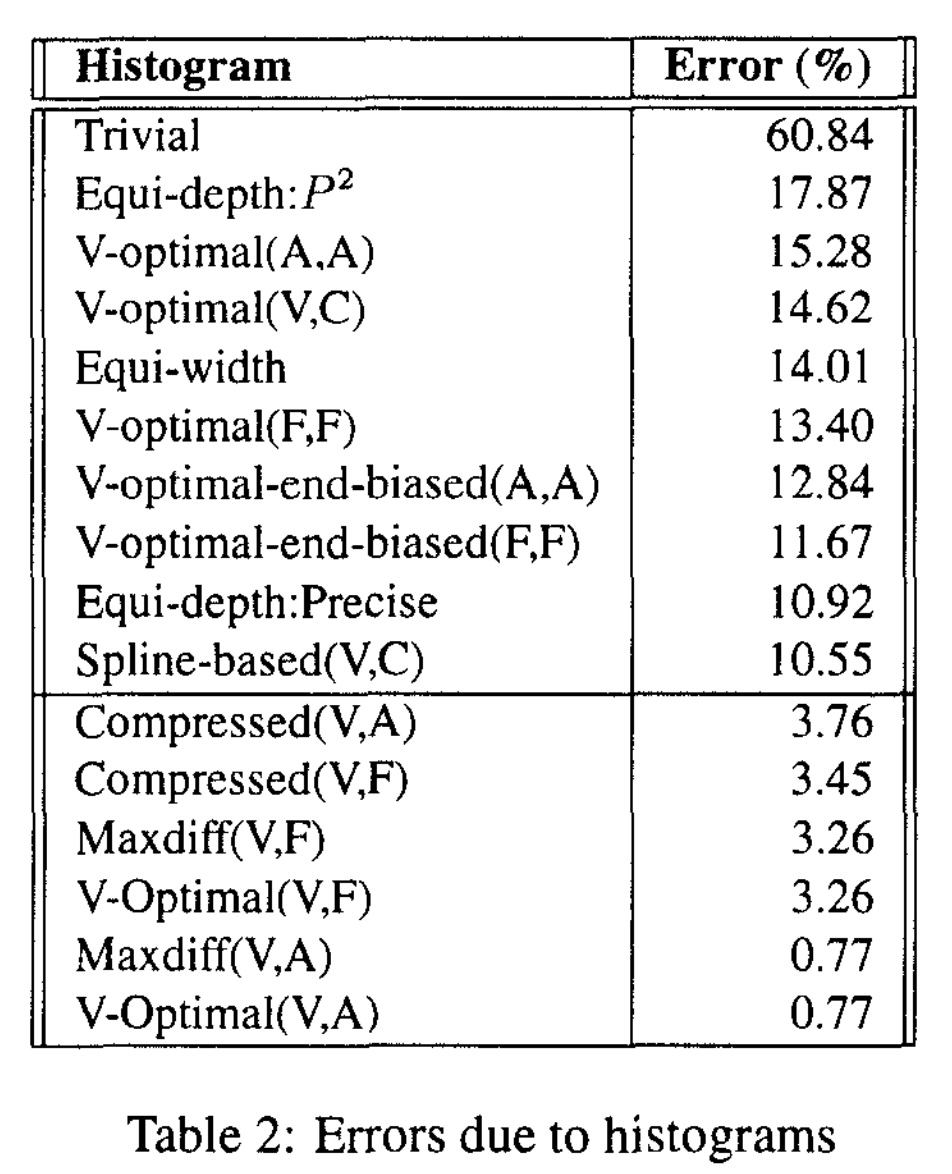 Histogram Error (%)
Trivial 60.84
Equi-depth:P² 17.87
V-optimal(A,A) 15.28
V-optimal(V,C) 14.62
Equi-width 14.01
V-optimal(F,F) 13.40
V-optimal-end-biased(A,A) 12.84
V-optimal-end-biased(F,F) 11.67
Equi-depth:Precise 10.92
Spline-based(V,C) 10.55
Compressed(V,A) 3.76
Compressed(V,F) 3.45
Maxdiff(V,F) 3.26
V-Optimal(V,F) 3.26
Maxdiff(V,A) 0.77
V-Optimal(V,A) 0.77
Table 2: Errors due to histograms